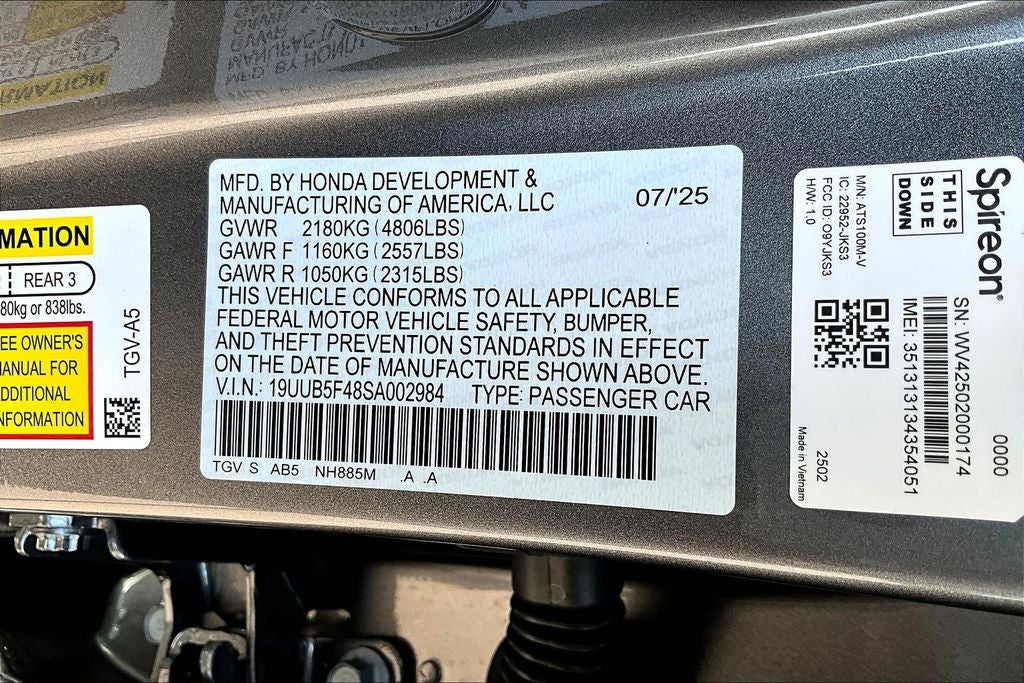 MATION
REAR 3
80kg or 838lbs.
EE OWNER'S
ANUAL FOR
DDITIONAL
NFORMATION
TGV-A5
MFD. BY HONDA DEVELOPMENT &
MANUFACTURING OF AMERICA, LLC 07/'25
GVWR 2180KG (4806LBS)
GAWR F 1160KG (2557LBS)
GAWR R 1050KG (2315LBS)
THIS VEHICLE CONFORMS TO ALL APPLICABLE
FEDERAL MOTOR VEHICLE SAFETY, BUMPER,
AND THEFT PREVENTION STANDARDS IN EFFECT
ON THE DATE OF MANUFACTURE SHOWN ABOVE.
V.I.N.: 19UUB5F48SA002984 TYPE: PASSENGER CAR
TGV S AB5 NH885M .A .A
Spireon®
THIS
SIDE
DOWN
M/N: ATS100M-V
IC: 22952-JKS3
FCC ID: O9YJKS3
H/W: 1.0
SN: WV42502000174
IMEI: 351313134354051
0000
2502
Made in Vietnam